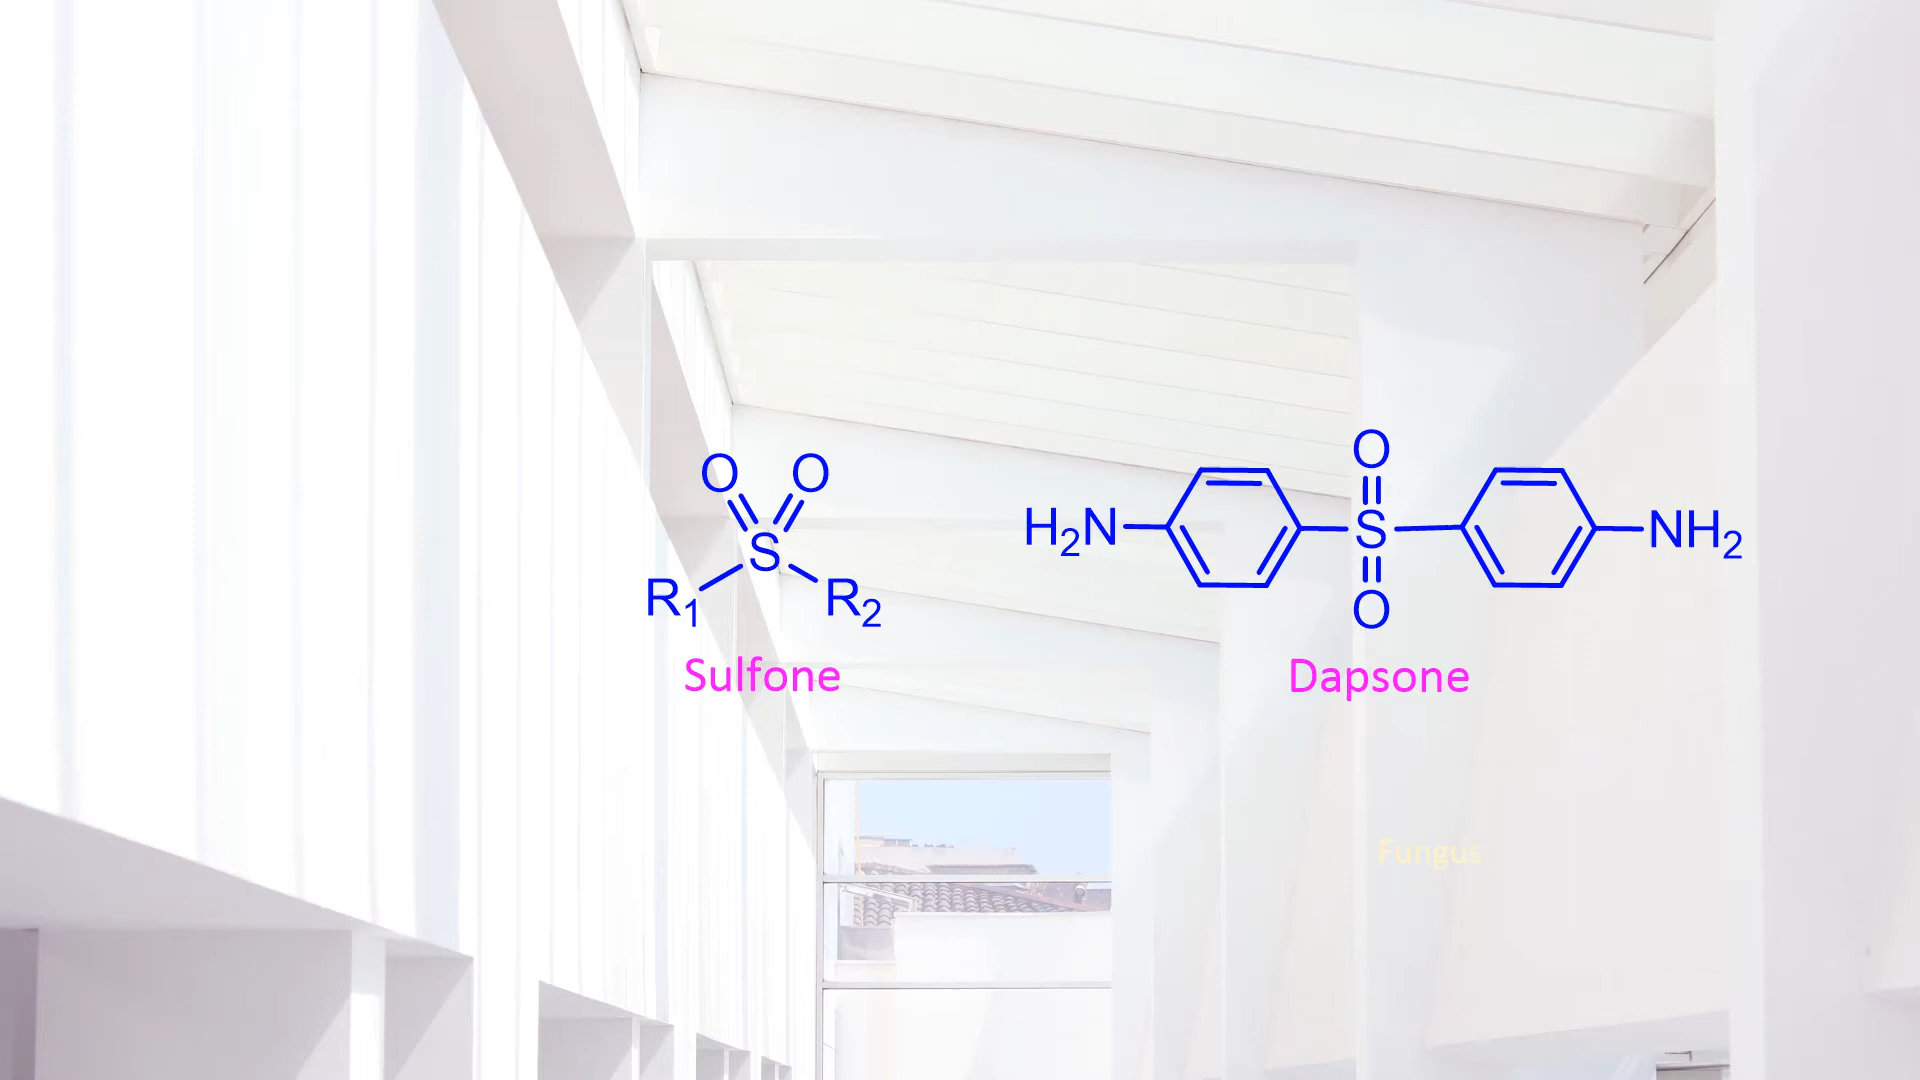 O O
S
R1 R2
Sulfone
O
H2N S NH2
O
Dapsone
Fungus